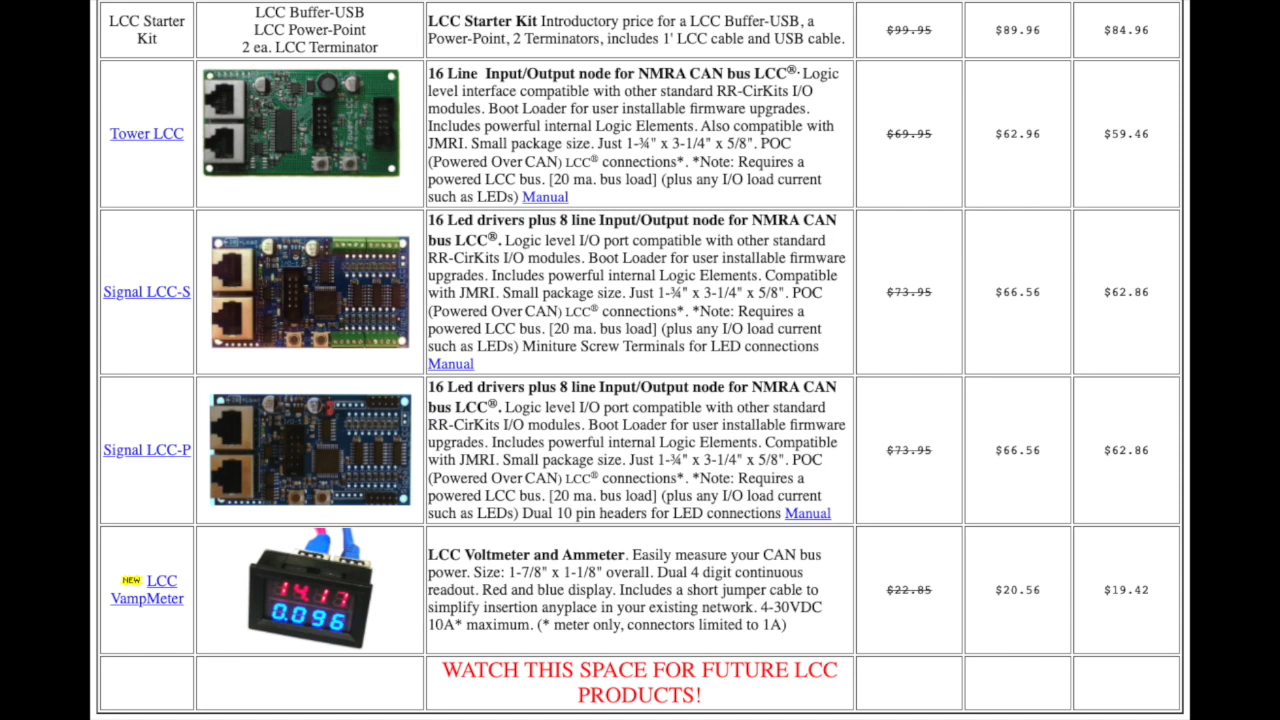 LCC Starter
Kit
LCC Buffer-USB
LCC Power-Point
2 ea. LCC Terminator
LCC Starter Kit Introductory price for a LCC Buffer-USB, a
Power-Point, 2 Terminators, includes 1' LCC cable and USB cable.
$99.95
$89.96
$84.96
Tower LCC
16 Line Input/Output node for NMRA CAN bus LCC®· Logic
level interface compatible with other standard RR-CirKits I/O
modules. Boot Loader for user installable firmware upgrades.
Includes powerful internal Logic Elements. Also compatible with
JMRI. Small package size. Just 1-¾" x 3-1/4" x 5/8". POC
(Powered Over CAN) LCC® connections*. *Note: Requires a
powered LCC bus. [20 ma. bus load] (plus any I/O load current
such as LEDs) Manual
$69.95
$62.96
$59.46
Signal LCC-S
16 Led drivers plus 8 line Input/Output node for NMRA CAN
bus LCC®. Logic level I/O port compatible with other standard
RR-CirKits I/O modules. Boot Loader for user installable firmware
upgrades. Includes powerful internal Logic Elements. Compatible
with JMRI. Small package size. Just 1-¾" x 3-1/4" x 5/8". POC
(Powered Over CAN) LCC® connections*. *Note: Requires a
powered LCC bus. [20 ma. bus load] (plus any I/O load current
such as LEDs) Miniture Screw Terminals for LED connections
Manual
$73.95
$66.56
$62.86
Signal LCC-P
16 Led drivers plus 8 line Input/Output node for NMRA CAN
bus LCC®. Logic level I/O port compatible with other standard
RR-CirKits I/O modules. Boot Loader for user installable firmware
upgrades. Includes powerful internal Logic Elements. Compatible
with JMRI. Small package size. Just 1-¾" x 3-1/4" x 5/8". POC
(Powered Over CAN) LCC® connections*. *Note: Requires a
powered LCC bus. [20 ma. bus load] (plus any I/O load current
such as LEDs) Dual 10 pin headers for LED connections Manual
$73.95
$66.56
$62.86
NEW LCC
VampMeter
14.17
0.096
LCC Voltmeter and Ammeter. Easily measure your CAN bus
power. Size: 1-7/8" x 1-1/8" overall. Dual 4 digit continuous
readout. Red and blue display. Includes a short jumper cable to
simplify insertion anyplace in your existing network. 4-30VDC
10A* maximum. (* meter only, connectors limited to 1A)
$22.85
$20.56
$19.42
WATCH THIS SPACE FOR FUTURE LCC
PRODUCTS!